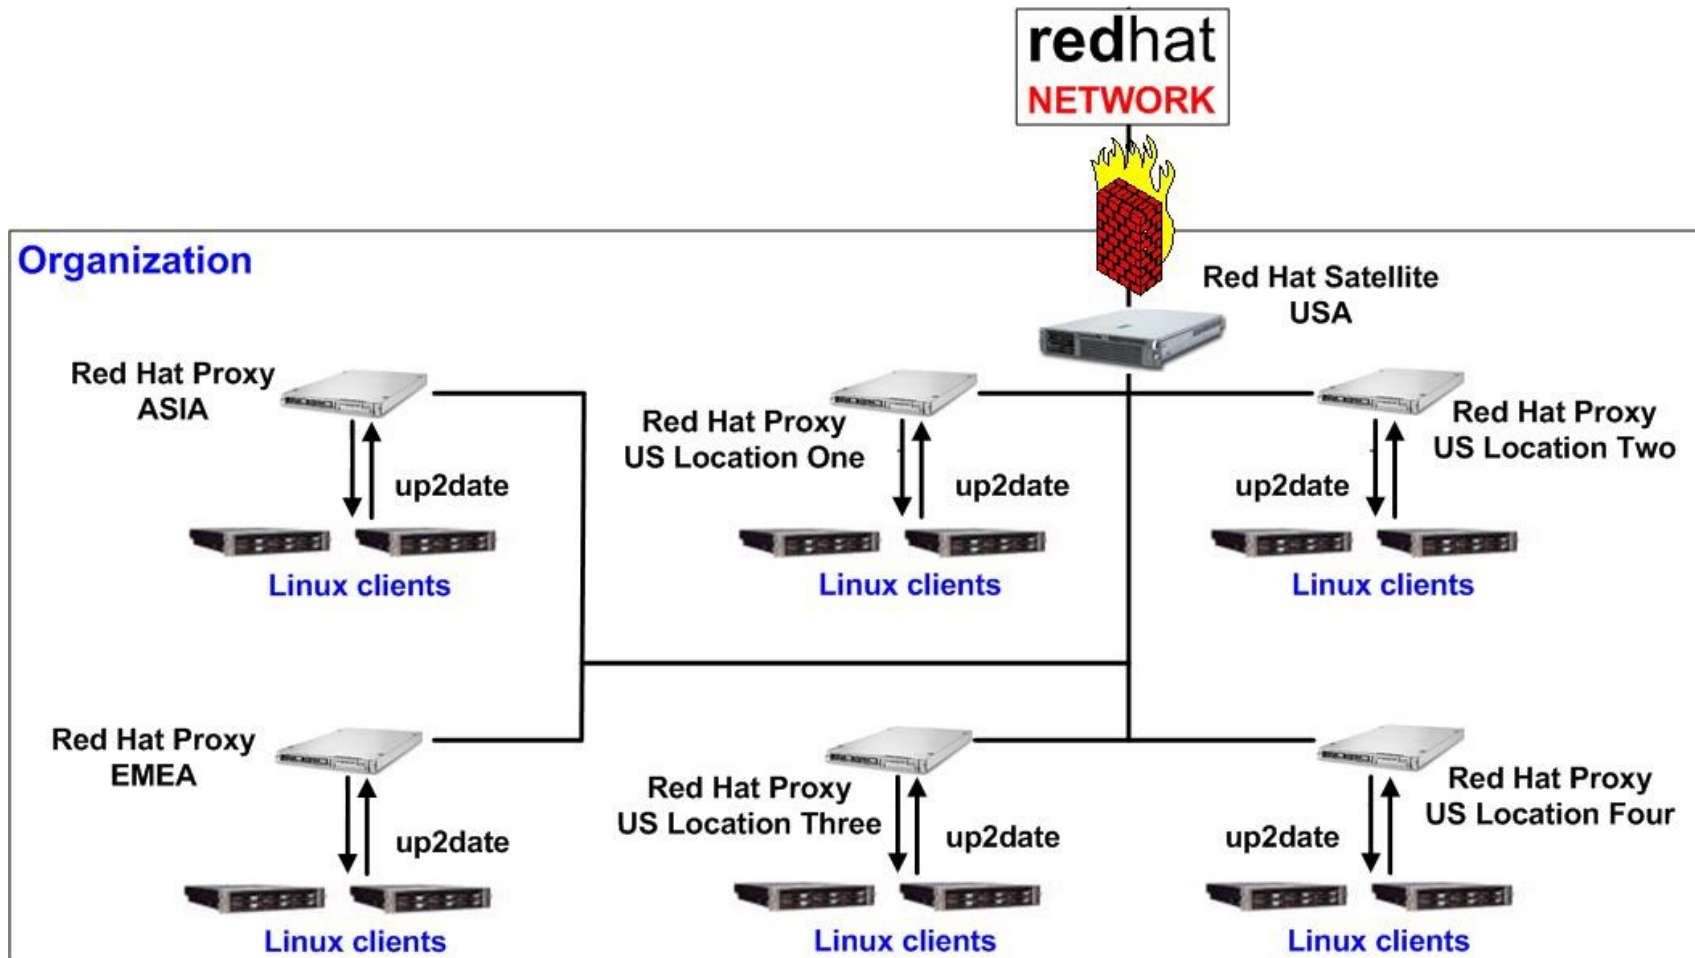 redhat
NETWORK
Organization
Red Hat Satellite
USA
Red Hat Proxy
ASIA
up2date
Linux clients
Red Hat Proxy
US Location One
up2date
Linux clients
Red Hat Proxy
US Location Two
up2date
Linux clients
Red Hat Proxy
EMEA
up2date
Linux clients
Red Hat Proxy
US Location Three
up2date
Linux clients
Red Hat Proxy
US Location Four
up2date
Linux clients